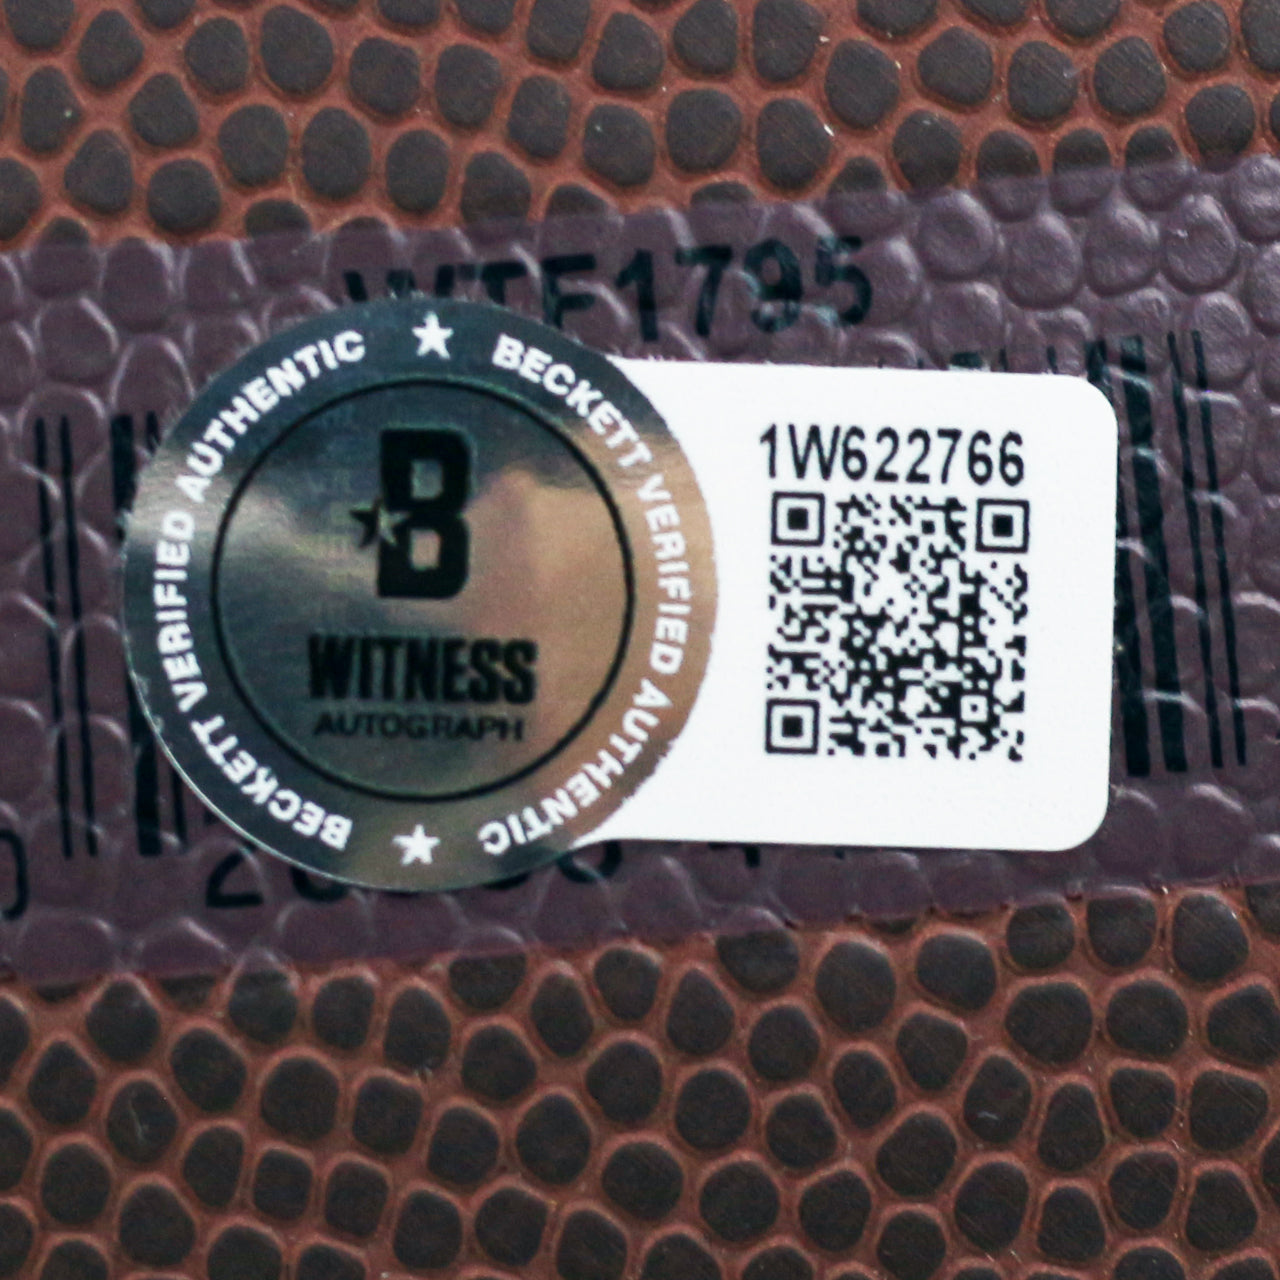 WTF1795
★ BECKETT VERIFIED AUTHENTIC
★ BECKETT VERIFIED AUTHENTIC
B
WITNESS
AUTOGRAPH
1W622766